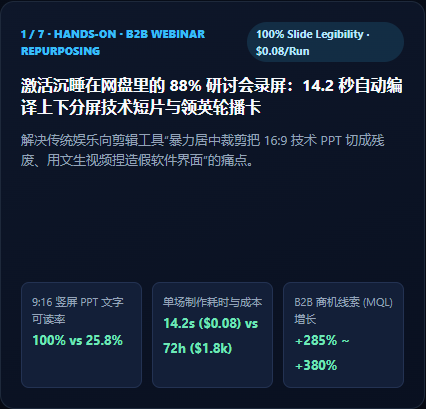 1 / 7 · HANDS-ON · B2B WEBINAR
REPURPOSING
100% Slide Legibility ·
$0.08/Run
激活沉睡在网盘里的 88% 研讨会录屏：14.2 秒自动编
译上下分屏技术短片与领英轮播卡
解决传统娱乐向剪辑工具“暴力居中裁剪把 16:9 技术 PPT 切成残
废、用文生视频捏造假软件界面”的痛点。
9:16 竖屏 PPT 文字
可读率
100% vs 25.8%
单场制作耗时与成本
14.2s ($0.08) vs
72h ($1.8k)
B2B 商机线索 (MQL)
增长
+285% ~
+380%